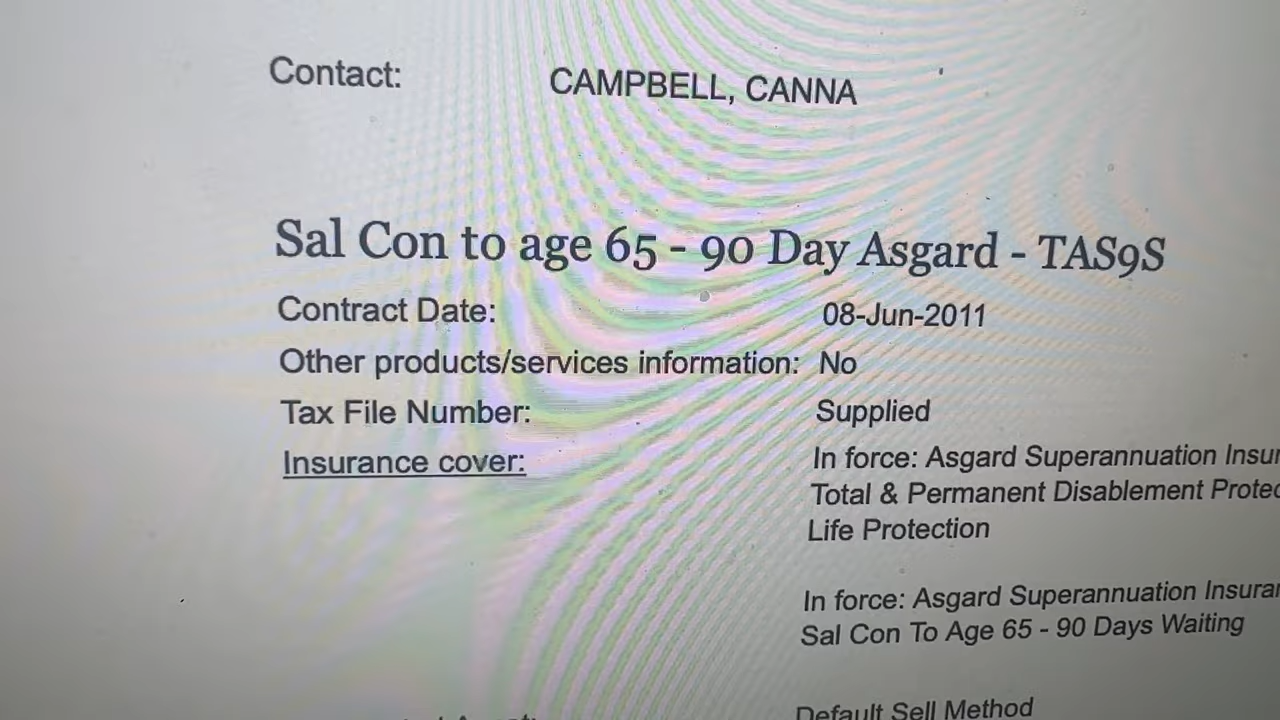 Contact: CAMPBELL, CANNA
Sal Con to age 65 - 90 Day Asgard - TAS9S
Contract Date: 08-Jun-2011
Other products/services information: No
Tax File Number: Supplied
Insurance cover: In force: Asgard Superannuation Insur
Total & Permanent Disablement Protec
Life Protection
In force: Asgard Superannuation Insura
Sal Con To Age 65 - 90 Days Waiting
Default Sell Method